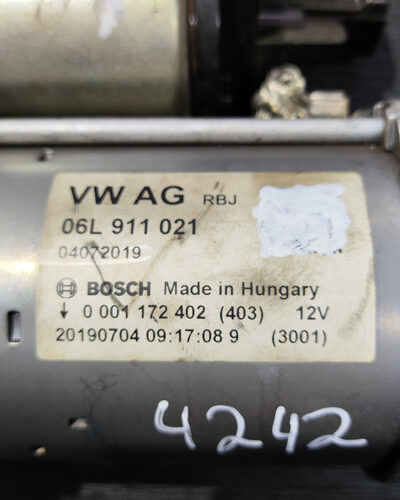 VW AG RBJ
06L 911 021
04072019
BOSCH Made in Hungary
↓ 0 001 172 402 (403) 12V
20190704 09:17:08 9 (3001)
4242